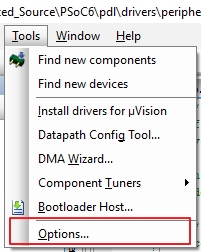 ted_Source\PSoC6\pdl\drivers\periphe
Tools Window Help
Find new components
Find new devices
Install drivers for µVision
Datapath Config Tool...
DMA Wizard...
Component Tuners
Bootloader Host...
Options...